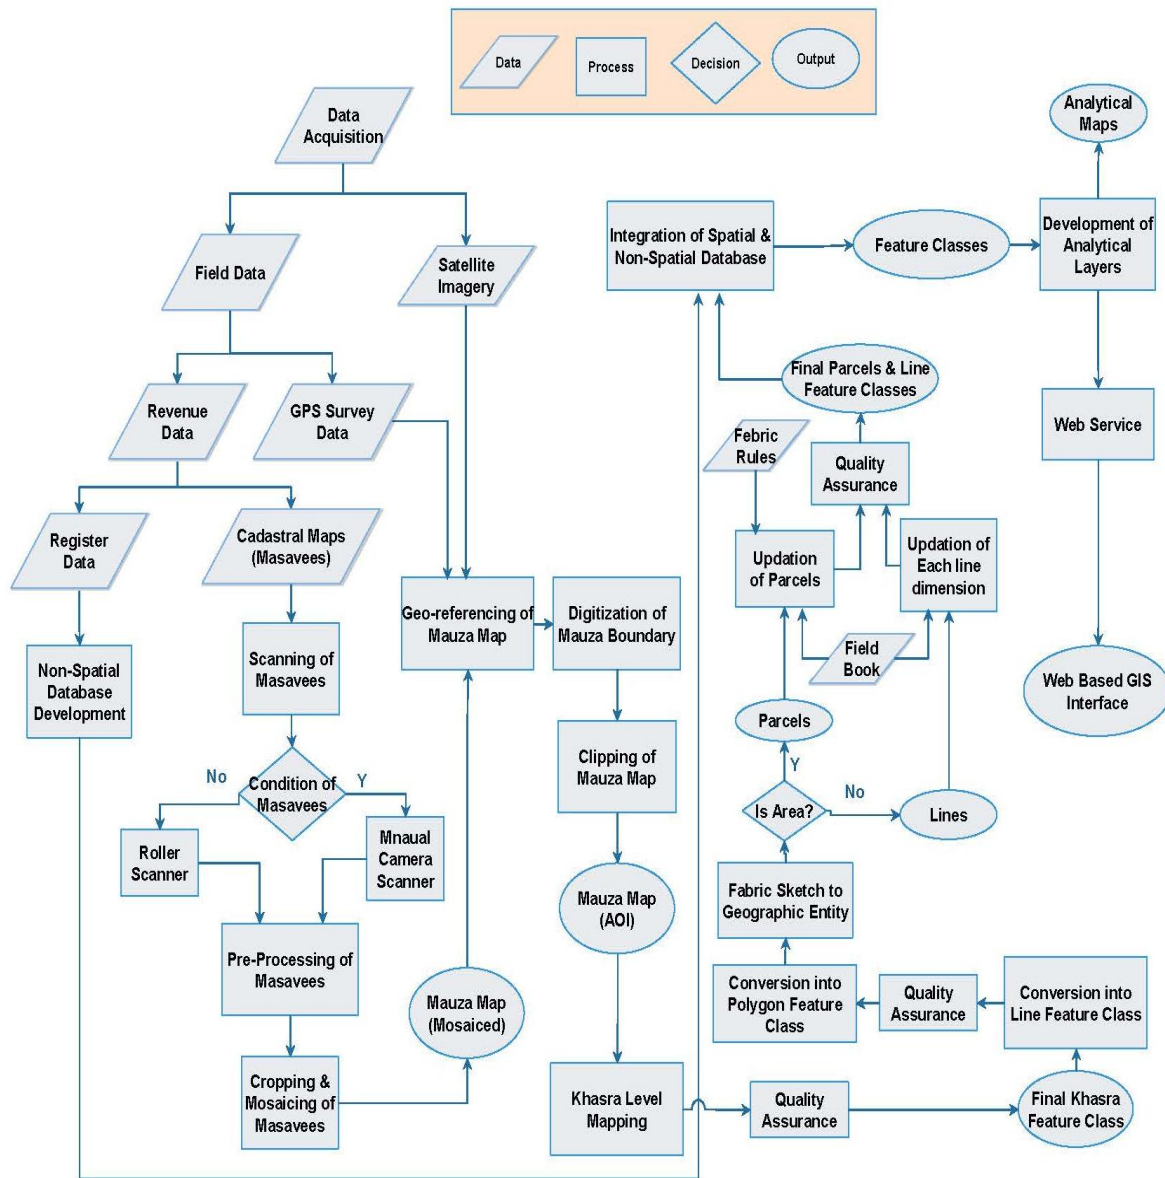 Data
Process
Decision
Output
Data
Acquisition
Field Data
Satellite
Imagery
Revenue
Data
GPS Survey
Data
Register
Data
Cadastral Maps
(Masavees)
Non-Spatial
Database
Development
Scanning of
Masavees
No
Condition of
Masavees
Y
Roller
Scanner
Mnaual
Camera
Scanner
Pre-Processing of
Masavees
Cropping &
Mosaicing of
Masavees
Mauza Map
(Mosaiced)
Geo-referencing of
Mauza Map
Digitization of
Mauza Boundary
Clipping of
Mauza Map
Mauza Map
(AOI)
Khasra Level
Mapping
Quality
Assurance
Final Khasra
Feature Class
Conversion into
Line Feature Class
Quality
Assurance
Conversion into
Polygon Feature
Class
Fabric Sketch to
Geographic Entity
Is Area?
Y
No
Parcels
Lines
Field
Book
Febric
Rules
Updation
of Parcels
Updation of
Each line
dimension
Quality
Assurance
Final Parcels & Line
Feature Classes
Integration of Spatial &
Non-Spatial Database
Feature Classes
Development of
Analytical
Layers
Analytical
Maps
Web Service
Web Based GIS
Interface